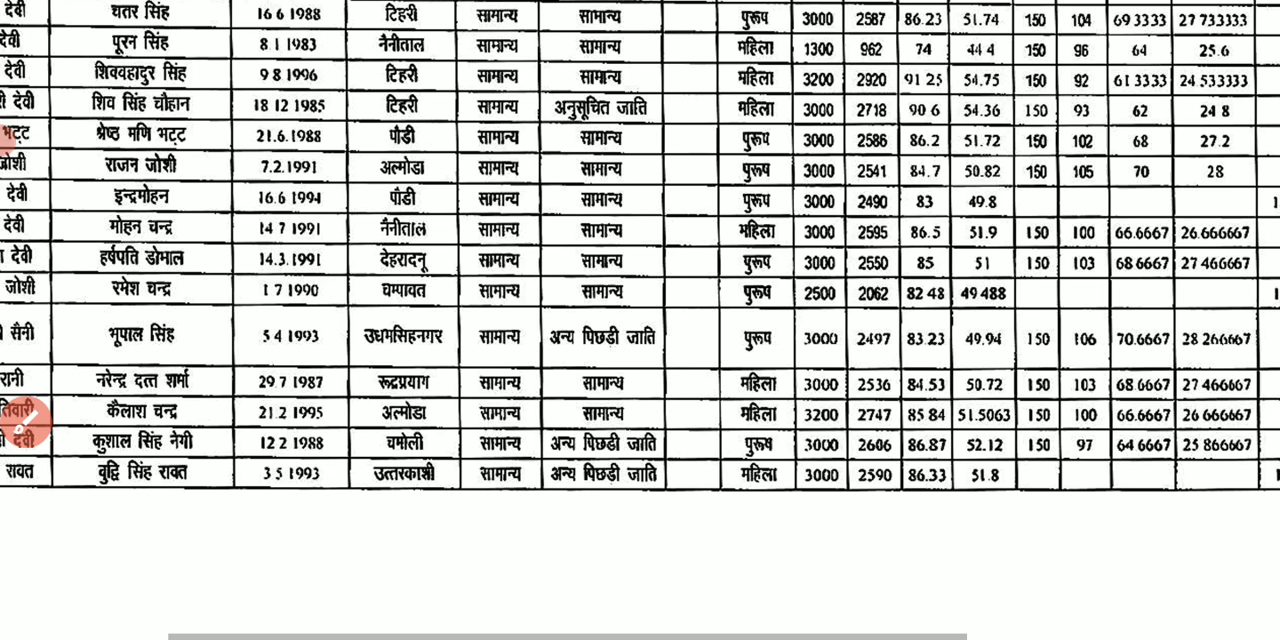 देवी चतर सिंह 16 6 1988 टिहरी सामान्य सामान्य पुरूष 3000 2587 86.23 51.74 150 104 69 3333 27 733333
देवी पूरन सिंह 8 1 1983 नैनीताल सामान्य सामान्य महिला 1300 962 74 44 4 150 96 64 25.6
देवी शिववहादुर सिंह 9 8 1996 टिहरी सामान्य सामान्य महिला 3200 2920 91 25 54.75 150 92 61 3333 24 533333
देवी शिव सिंह चौहान 18 12 1985 टिहरी सामान्य अनुसूचित जाति महिला 3000 2718 90 6 54.36 150 93 62 24 8
भट्ट श्रेष्ठ मणि भट्ट 21.6.1988 पौडी सामान्य सामान्य पुरूष 3000 2586 86.2 51.72 150 102 68 27.2
जोशी राजन जोशी 7.2.1991 अल्मोडा सामान्य सामान्य पुरूष 3000 2541 84.7 50.82 150 105 70 28
देवी इन्द्रमोहन 16.6 1994 पौडी सामान्य सामान्य पुरूष 3000 2490 83 49.8
देवी मोहन चन्द्र 14 7 1991 नैनीताल सामान्य सामान्य महिला 3000 2595 86.5 51.9 150 100 66.6667 26.666667
देवी हर्षपति डोभाल 14.3.1991 देहरादनू सामान्य सामान्य पुरूष 3000 2550 85 51 150 103 68 6667 27 466667
जोशी रमेश चन्द्र 1 7 1990 चम्पावत सामान्य सामान्य पुरूष 2500 2062 82 48 49 488
सैनी भूपाल सिंह 5 4 1993 उधमसिहनगर सामान्य अन्य पिछडी जाति पुरूष 3000 2497 83.23 49.94 150 106 70.6667 28 266667
रानी नरेन्द्र दत्त शर्मा 29 7 1987 रूद्रप्रयाग सामान्य सामान्य महिला 3000 2536 84.53 50.72 150 103 68.6667 27 466667
तिवारी कैलाश चन्द्र 21.2 1995 अल्मोडा सामान्य सामान्य महिला 3200 2747 85 84 51.5063 150 100 66.6667 26 666667
देवी कुशाल सिंह नेगी 12 2 1988 चमोली सामान्य अन्य पिछडी जाति पुरूष 3000 2606 86.87 52.12 150 97 64 6667 25 866667
रावत वुद्वि सिंह रावत 3 5 1993 उत्तरकाशी सामान्य अन्य पिछडी जाति महिला 3000 2590 86.33 51.8